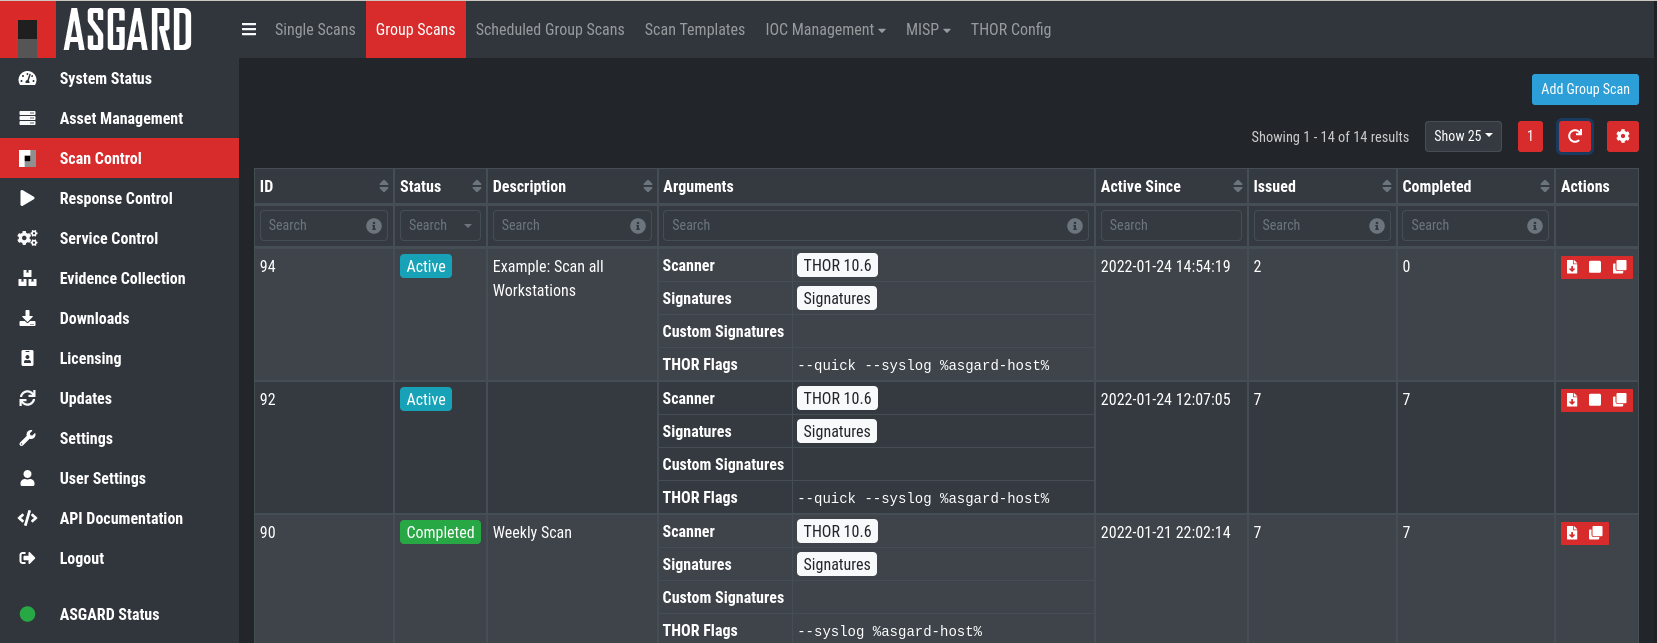 ASGARD
Single Scans Group Scans Scheduled Group Scans Scan Templates IOC Management MISP THOR Config
System Status
Asset Management
Scan Control
Response Control
Service Control
Evidence Collection
Downloads
Licensing
Updates
Settings
User Settings
API Documentation
Logout
ASGARD Status
Add Group Scan
Showing 1 - 14 of 14 results Show 25 1
ID Status Description Arguments Active Since Issued Completed Actions
Search Search Search Search Search Search Search
94 Active Example: Scan all Workstations Scanner THOR 10.6 2022-01-24 14:54:19 2 0
Signatures Signatures
Custom Signatures
THOR Flags --quick --syslog %asgard-host%
92 Active Scanner THOR 10.6 2022-01-24 12:07:05 7 7
Signatures Signatures
Custom Signatures
THOR Flags --quick --syslog %asgard-host%
90 Completed Weekly Scan Scanner THOR 10.6 2022-01-21 22:02:14 7 7
Signatures Signatures
Custom Signatures
THOR Flags --syslog %asgard-host%